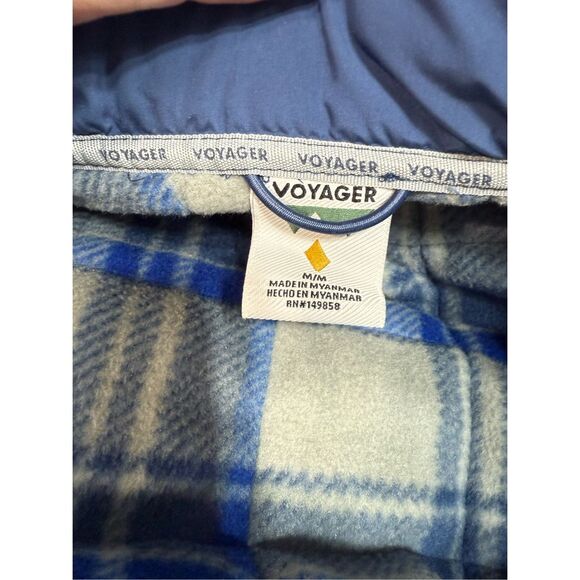 VOYAGER VOYAGER VOYAGER VOYAGER
VOYAGER
M/M
MADE IN MYANMAR
HECHO EN MYANMAR
RN#149858